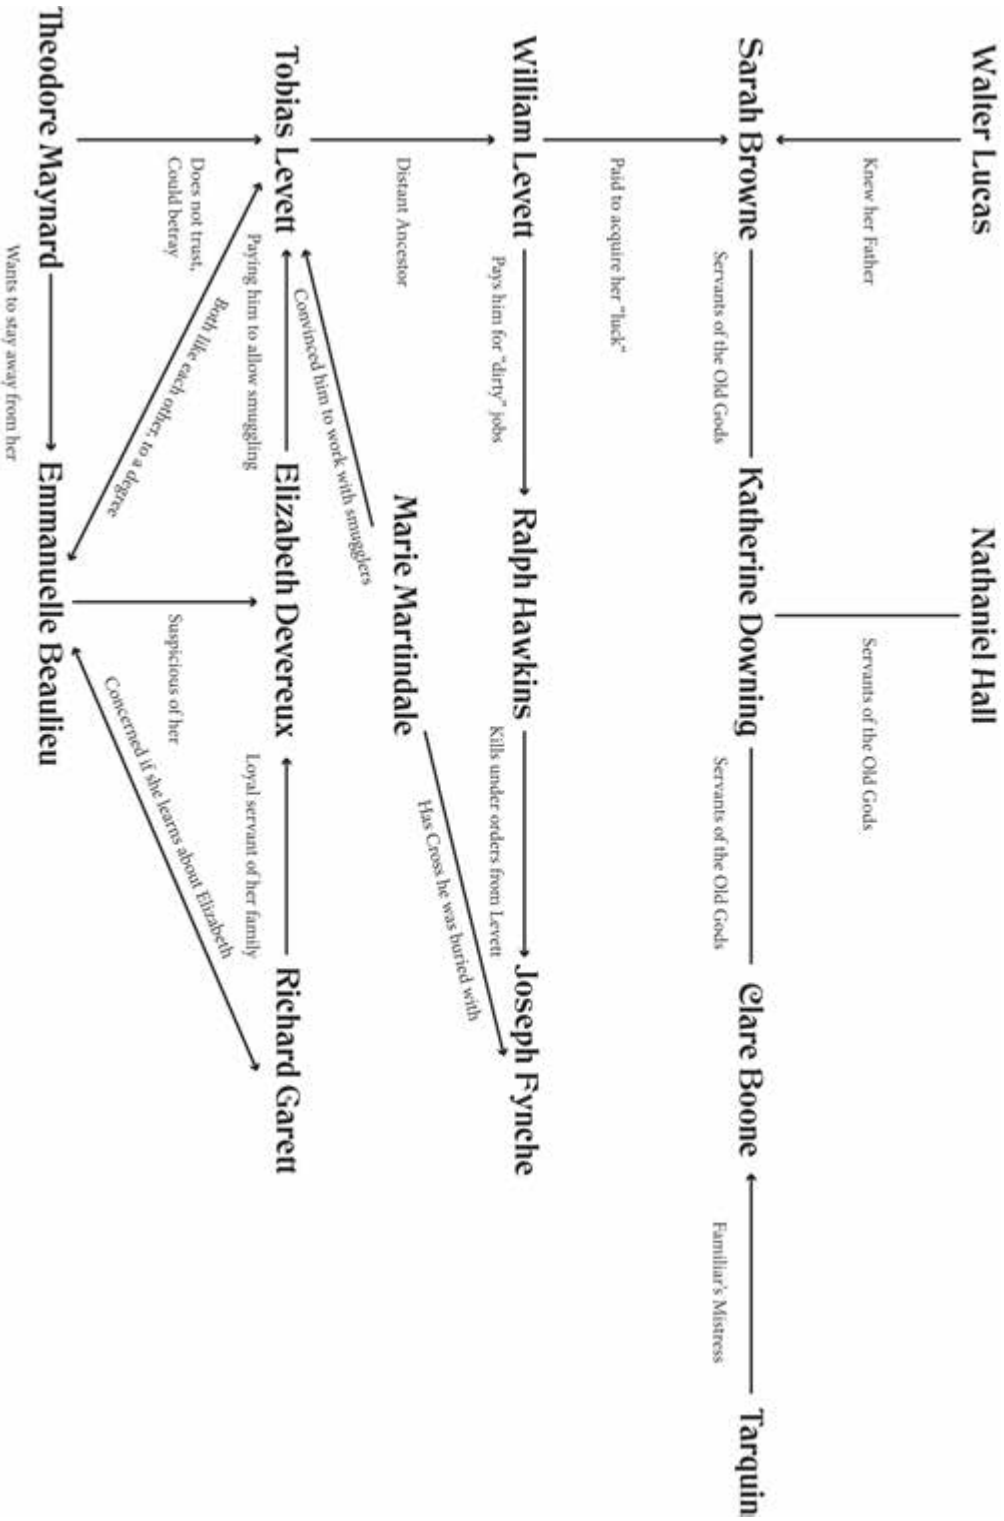 Walter Lucas
Nathaniel Hall
Knew her Father
Servants of the Old Gods
Sarah Browne
Katherine Downing
Clare Boone
Tarquin
Servants of the Old Gods
Servants of the Old Gods
Familiar's Mistress
Paid to acquire her "luck"
William Levett
Ralph Hawkins
Joseph Fynche
Pays him for "dirty" jobs
Kills under orders from Levett
Has Cross he was buried with
Distant Ancestor
Marie Martindale
Convinced him to work with smugglers
Tobias Levett
Elizabeth Devereux
Richard Garett
Paying him to allow smuggling
Loyal servant of her family
Does not trust,
Could betray
Both like each other, to a degree
Suspicious of her
Concerned if she learns about Elizabeth
Theodore Maynard
Emmanuelle Beaulieu
Wants to stay away from her